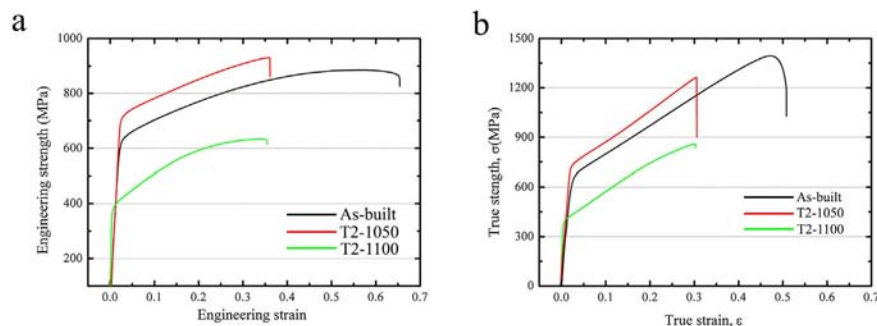 a
1000
800
600
400
200
0.0 0.1 0.2 0.3 0.4 0.5 0.6 0.7
Engineering strength (MPa)
Engineering strain
As-built
T2-1050
T2-1100
b
1500
1200
900
600
300
0
0.0 0.1 0.2 0.3 0.4 0.5 0.6 0.7
True stength, σ(MPa)
True strain, ε
As-built
T2-1050
T2-1100